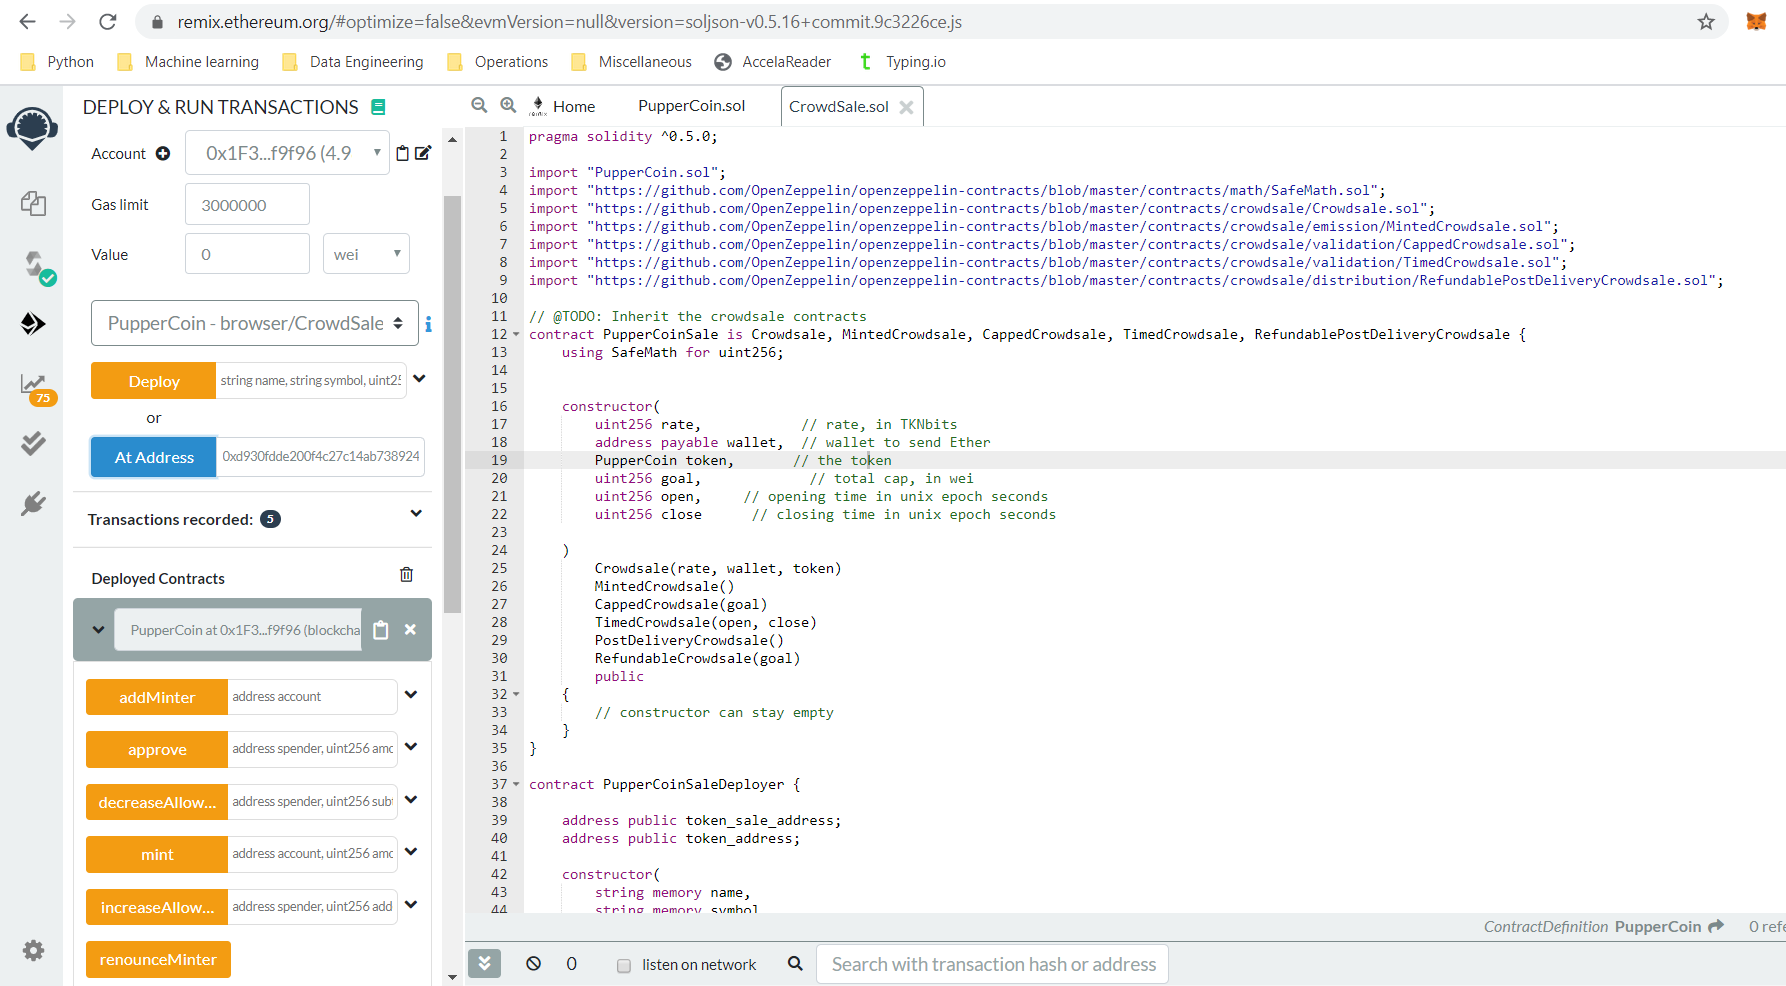 remix.ethereum.org/#optimize=false&evmVersion=null&version=soljson-v0.5.16+commit.9c3226ce.js
Python Machine learning Data Engineering Operations Miscellaneous AccelaReader t Typing.io
DEPLOY & RUN TRANSACTIONS
Account 0x1F3...f9f96 (4.9
Gas limit 3000000
Value 0 wei
PupperCoin - browser/CrowdSale
Deploy string name, string symbol, uint25
or
At Address 0xd930fdde200f4c27c14ab738924
Transactions recorded: 5
Deployed Contracts
PupperCoin at 0x1F3...f9f96 (blockcha
addMinter address account
approve address spender, uint256 amo
decreaseAllow... address spender, uint256 subt
mint address account, uint256 amo
increaseAllow... address spender, uint256 add
renounceMinter
75
Home PupperCoin.sol CrowdSale.sol
1 pragma solidity ^0.5.0;
2
3 import "PupperCoin.sol";
4 import "https://github.com/OpenZeppelin/openzeppelin-contracts/blob/master/contracts/math/SafeMath.sol";
5 import "https://github.com/OpenZeppelin/openzeppelin-contracts/blob/master/contracts/crowdsale/Crowdsale.sol";
6 import "https://github.com/OpenZeppelin/openzeppelin-contracts/blob/master/contracts/crowdsale/emission/MintedCrowdsale.sol";
7 import "https://github.com/OpenZeppelin/openzeppelin-contracts/blob/master/contracts/crowdsale/validation/CappedCrowdsale.sol";
8 import "https://github.com/OpenZeppelin/openzeppelin-contracts/blob/master/contracts/crowdsale/validation/TimedCrowdsale.sol";
9 import "https://github.com/OpenZeppelin/openzeppelin-contracts/blob/master/contracts/crowdsale/distribution/RefundablePostDeliveryCrowdsale.sol";
10
11 // @TODO: Inherit the crowdsale contracts
12 contract PupperCoinSale is Crowdsale, MintedCrowdsale, CappedCrowdsale, TimedCrowdsale, RefundablePostDeliveryCrowdsale {
13 using SafeMath for uint256;
14
15
16 constructor(
17 uint256 rate, // rate, in TKNbits
18 address payable wallet, // wallet to send Ether
19 PupperCoin token, // the token
20 uint256 goal, // total cap, in wei
21 uint256 open, // opening time in unix epoch seconds
22 uint256 close // closing time in unix epoch seconds
23
24 )
25 Crowdsale(rate, wallet, token)
26 MintedCrowdsale()
27 CappedCrowdsale(goal)
28 TimedCrowdsale(open, close)
29 PostDeliveryCrowdsale()
30 RefundableCrowdsale(goal)
31 public
32 {
33 // constructor can stay empty
34 }
35 }
36
37 contract PupperCoinSaleDeployer {
38
39 address public token_sale_address;
40 address public token_address;
41
42 constructor(
43 string memory name,
44 string memory symbol
ContractDefinition PupperCoin 0 refe
0 listen on network Search with transaction hash or address